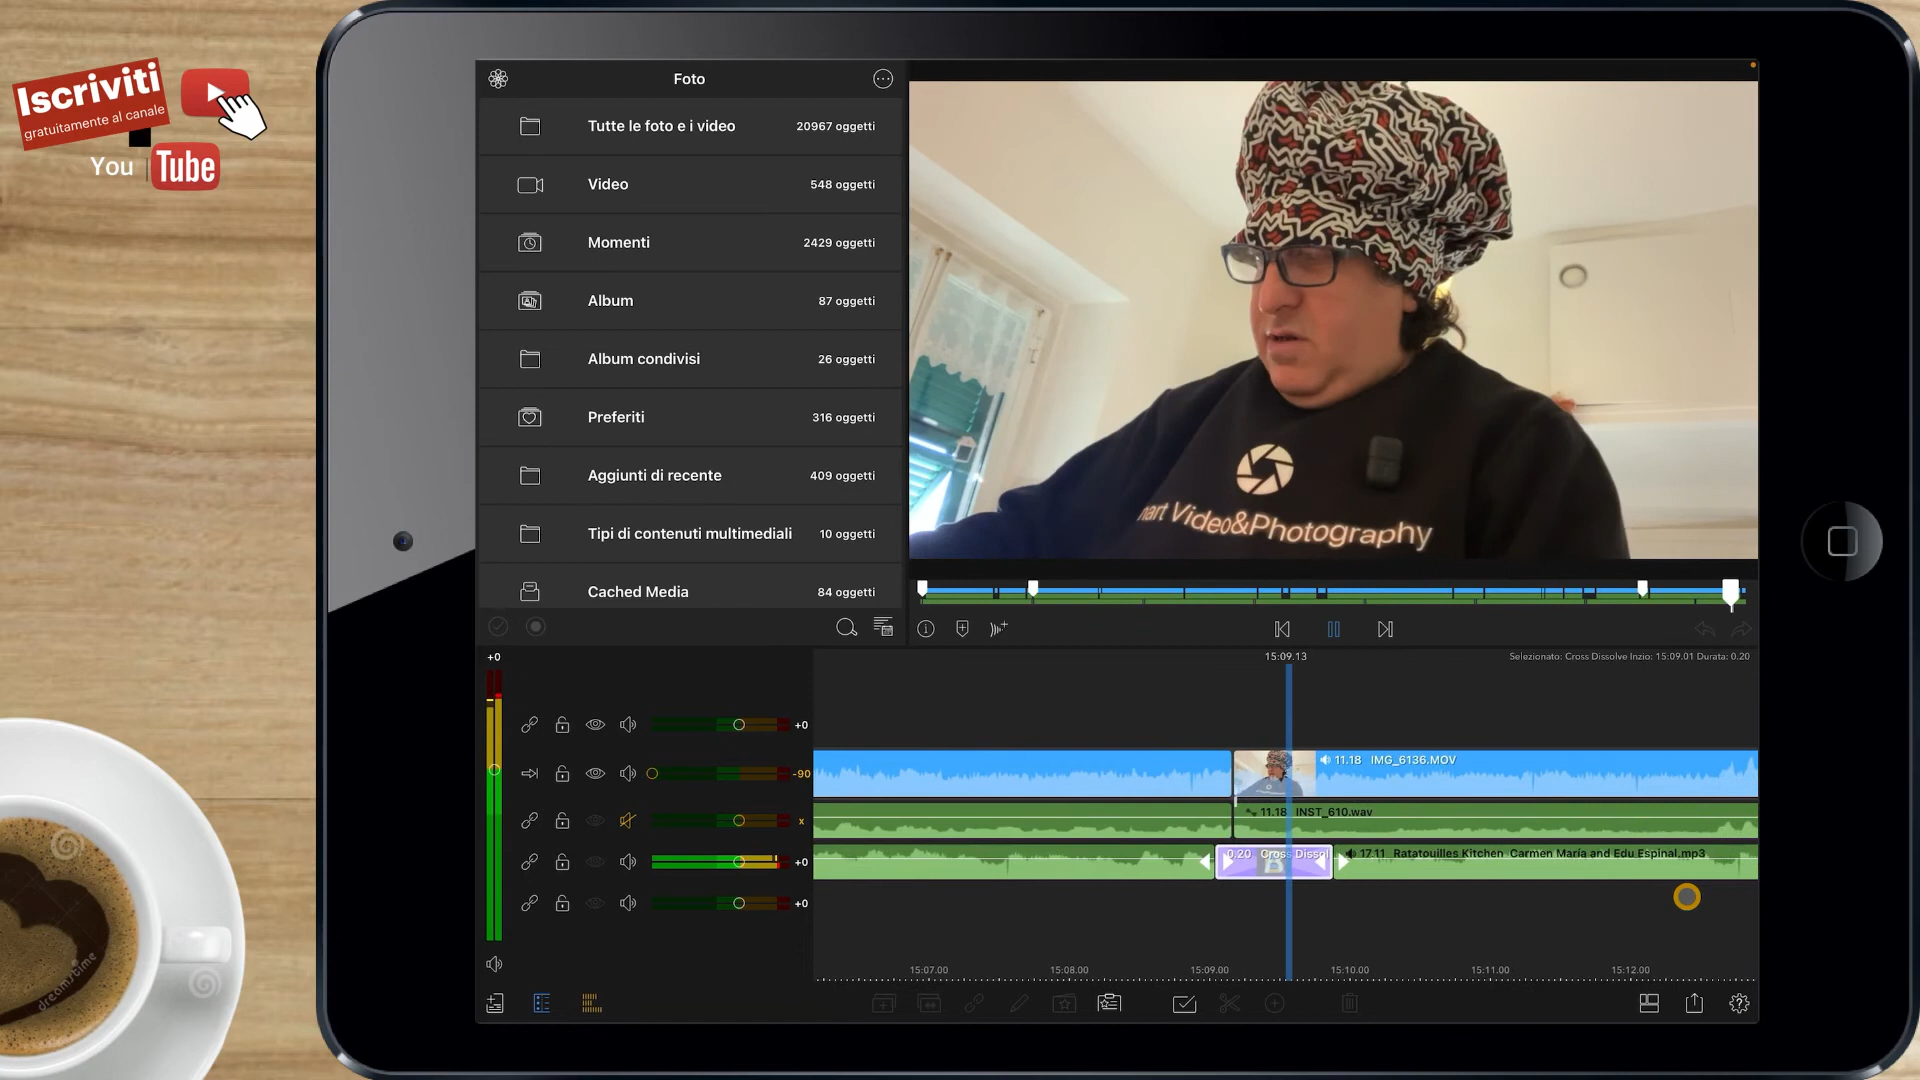 Iscriviti
gratuitamente al canale
You Tube
Foto
Tutte le foto e i video 20967 oggetti
Video 548 oggetti
Momenti 2429 oggetti
Album 87 oggetti
Album condivisi 26 oggetti
Preferiti 316 oggetti
Aggiunti di recente 409 oggetti
Tipi di contenuti multimediali 10 oggetti
Cached Media 84 oggetti
Video&Photography
+0
15:09.13
Selezionato: Cross Dissolve Inzio: 15:09.01 Durata: 0.20
+0
-90
11.18 IMG_6136.MOV
x
11.18 INST_610.wav
+0
0.20 Cross Dissol
17.11 Ratatouilles Kitchen Carmen María and Edu Espinal.mp3
+0
15:07.00 15:08.00 15:09.00 15:10.00 15:11.00 15:12.00
dreamstime